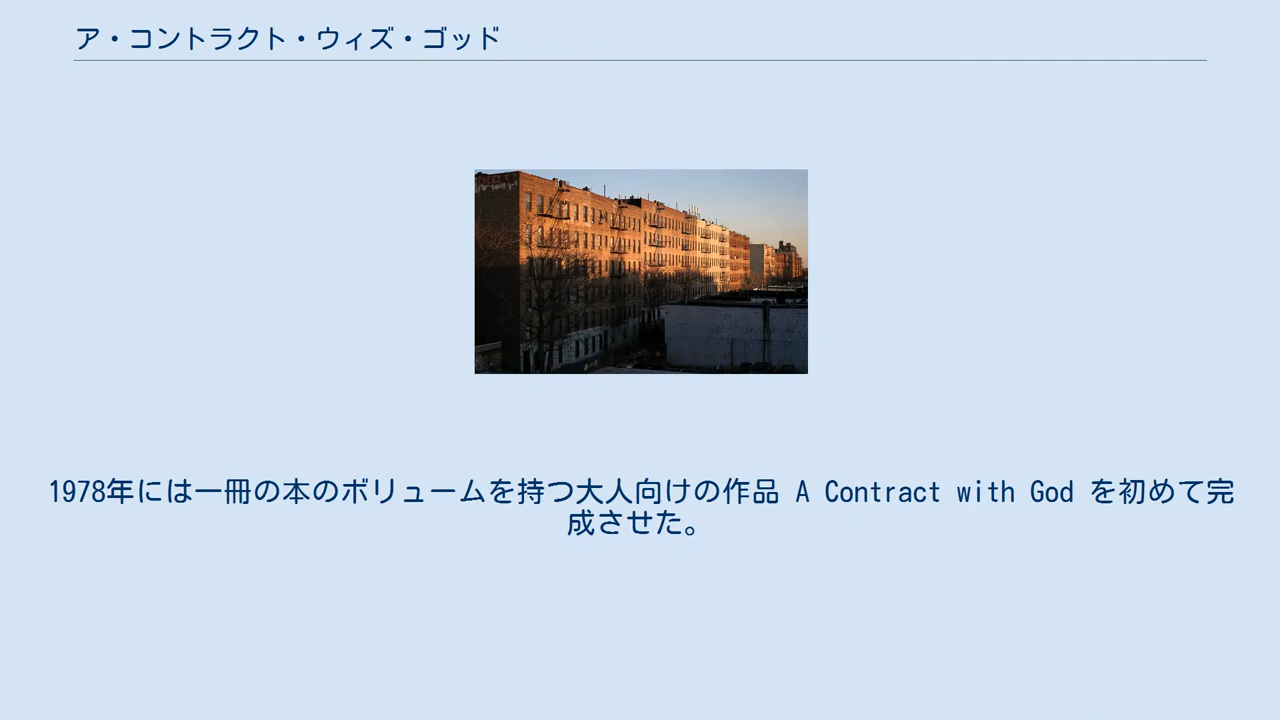 ア・コントラクト・ウィズ・ゴッド
1978年には一冊の本のボリュームを持つ大人向けの作品 A Contract with God を初めて完
成させた。